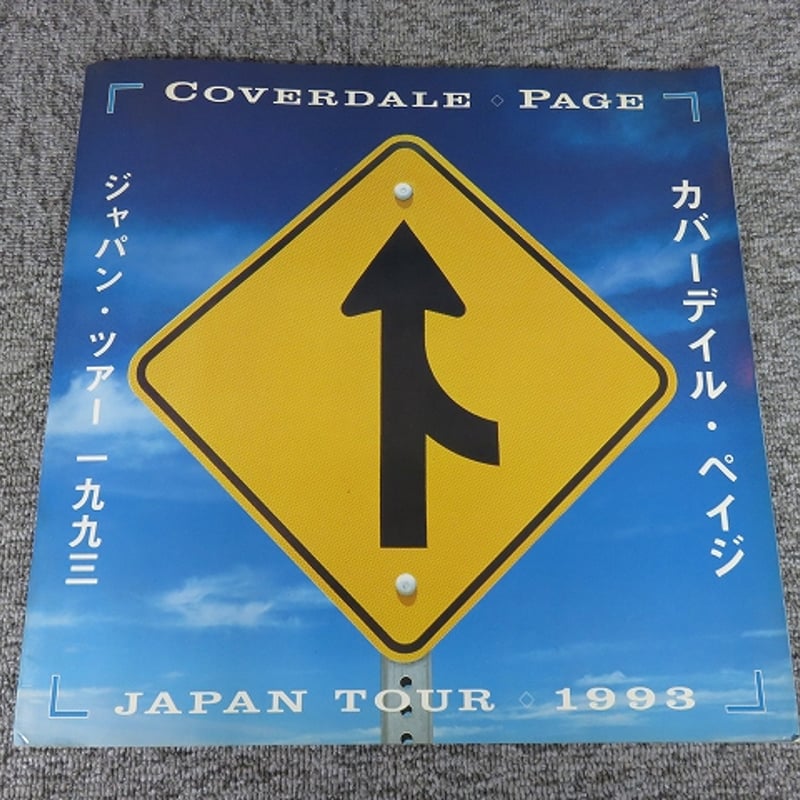 COVERDALE ◇ PAGE
カバーデイル・ペイジ
ジャパン・ツアー 一九九三
JAPAN TOUR ◇ 1993